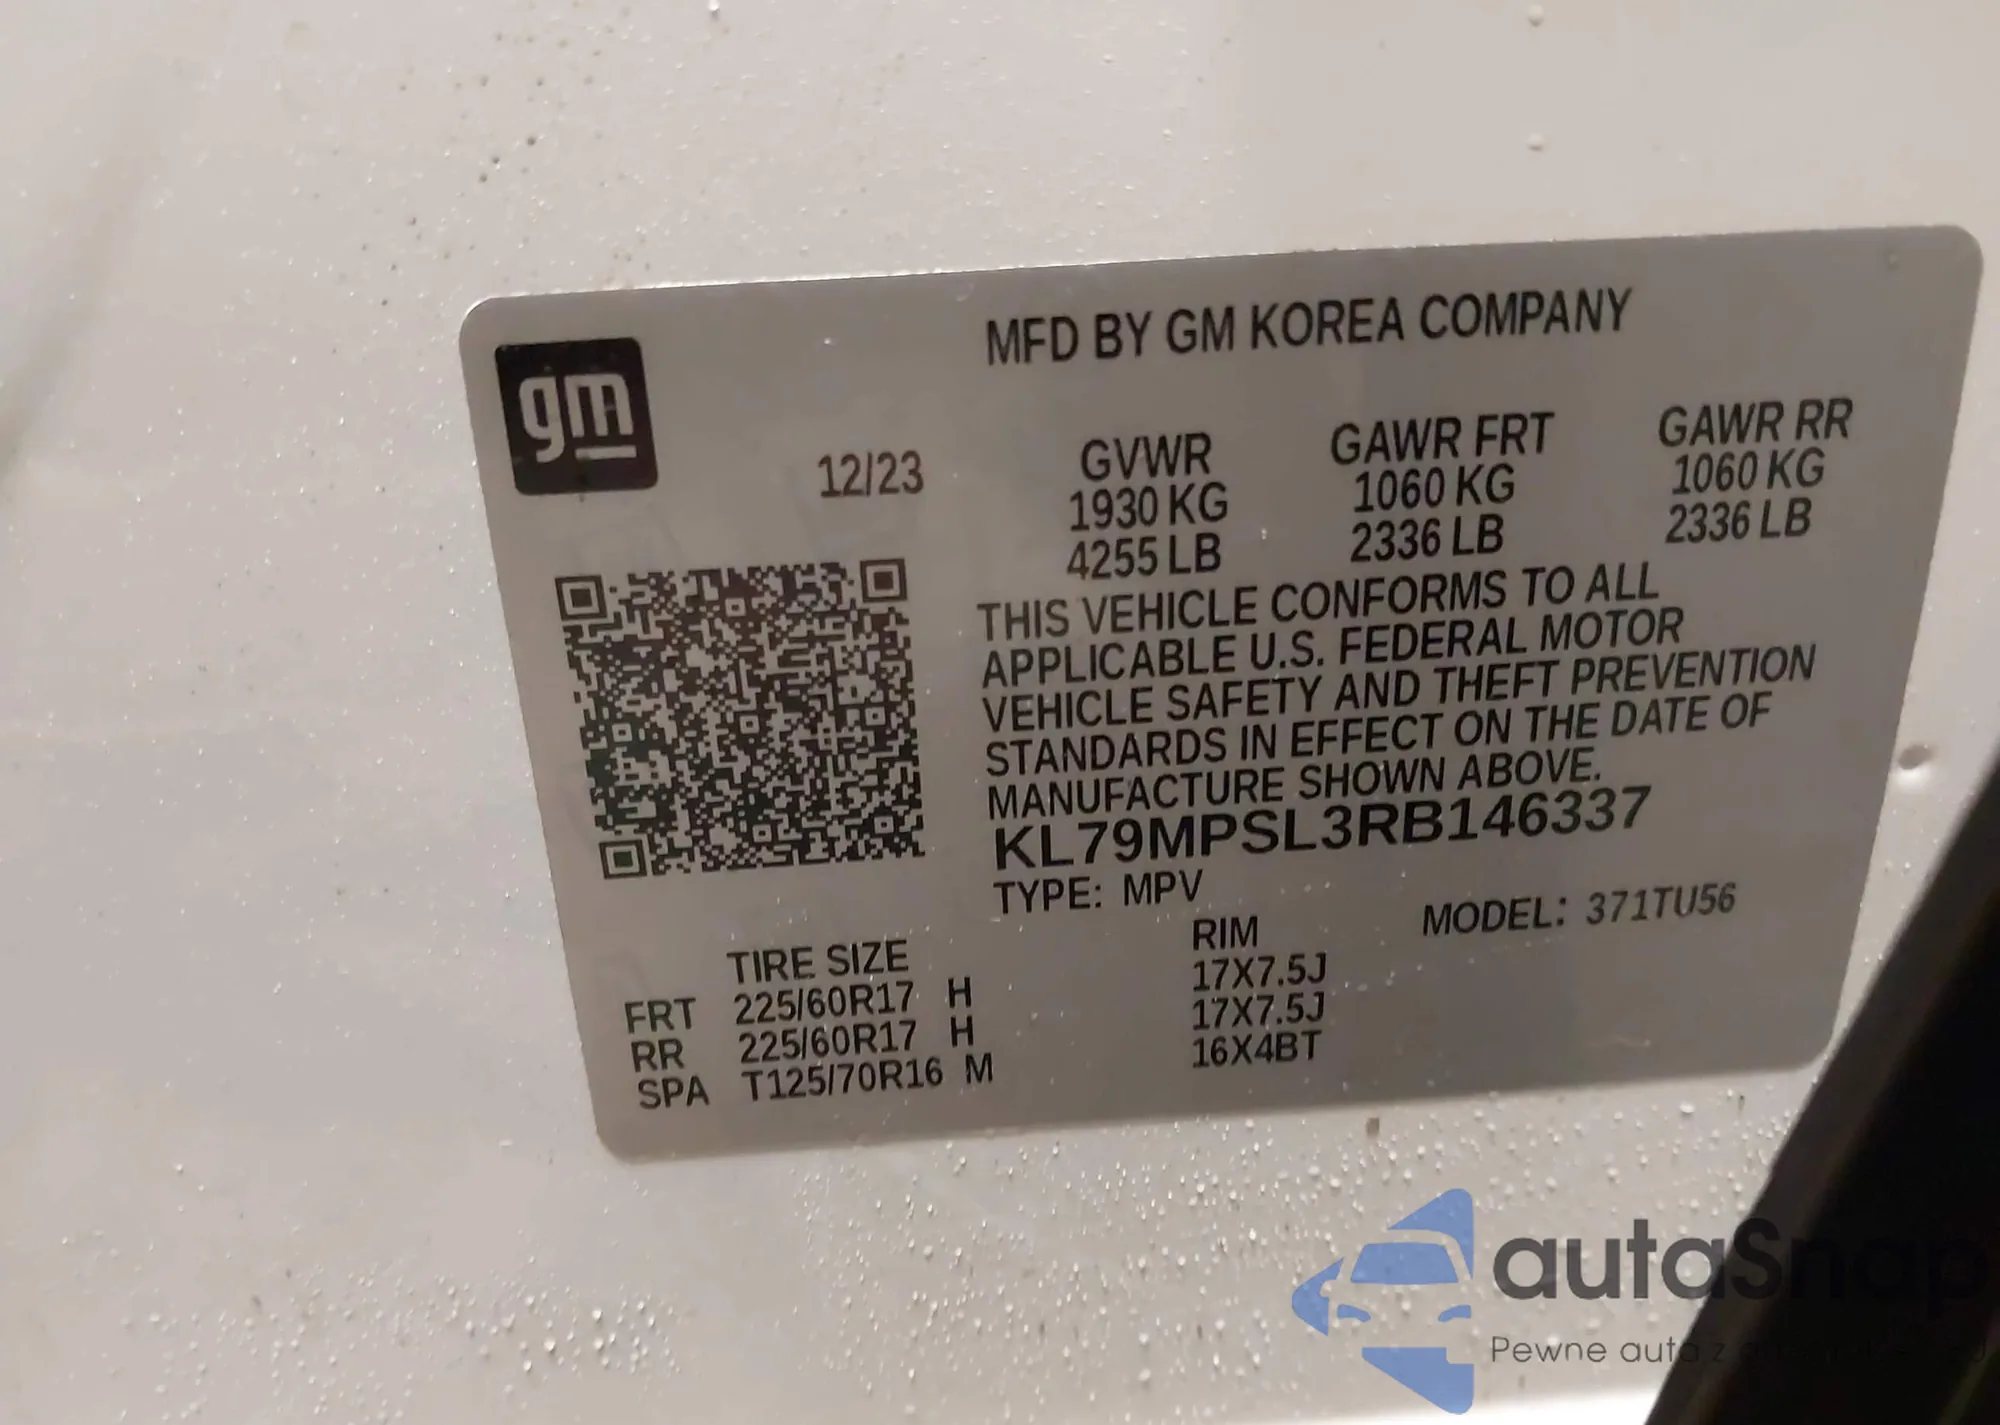 gm
MFD BY GM KOREA COMPANY
12/23
GVWR GAWR FRT GAWR RR
1930 KG 1060 KG 1060 KG
4255 LB 2336 LB 2336 LB
THIS VEHICLE CONFORMS TO ALL
APPLICABLE U.S. FEDERAL MOTOR
VEHICLE SAFETY AND THEFT PREVENTION
STANDARDS IN EFFECT ON THE DATE OF
MANUFACTURE SHOWN ABOVE.
KL79MPSL3RB146337
TYPE: MPV MODEL: 371TU56
TIRE SIZE RIM
FRT 225/60R17 H 17X7.5J
RR 225/60R17 H 17X7.5J
SPA T125/70R16 M 16X4BT
autaSnap
Pewne auta z